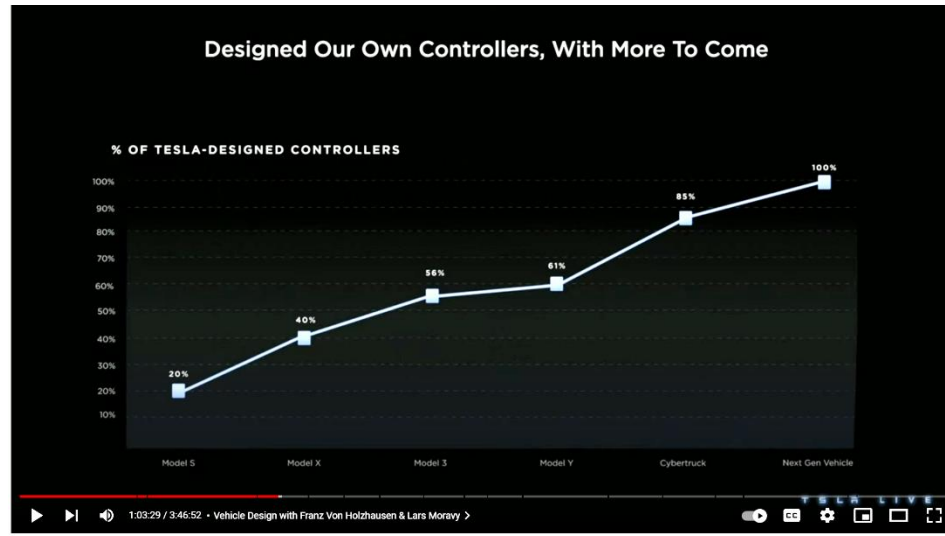 Designed Our Own Controllers, With More To Come
% OF TESLA-DESIGNED CONTROLLERS
100%
90%
80%
70%
60%
50%
40%
30%
20%
10%
20%
40%
56%
61%
85%
100%
Model S Model X Model 3 Model Y Cybertruck Next Gen Vehicle
TSLA LIVE
1:03:29 / 3:46:52 • Vehicle Design with Franz Von Holzhausen & Lars Moravy >
CC